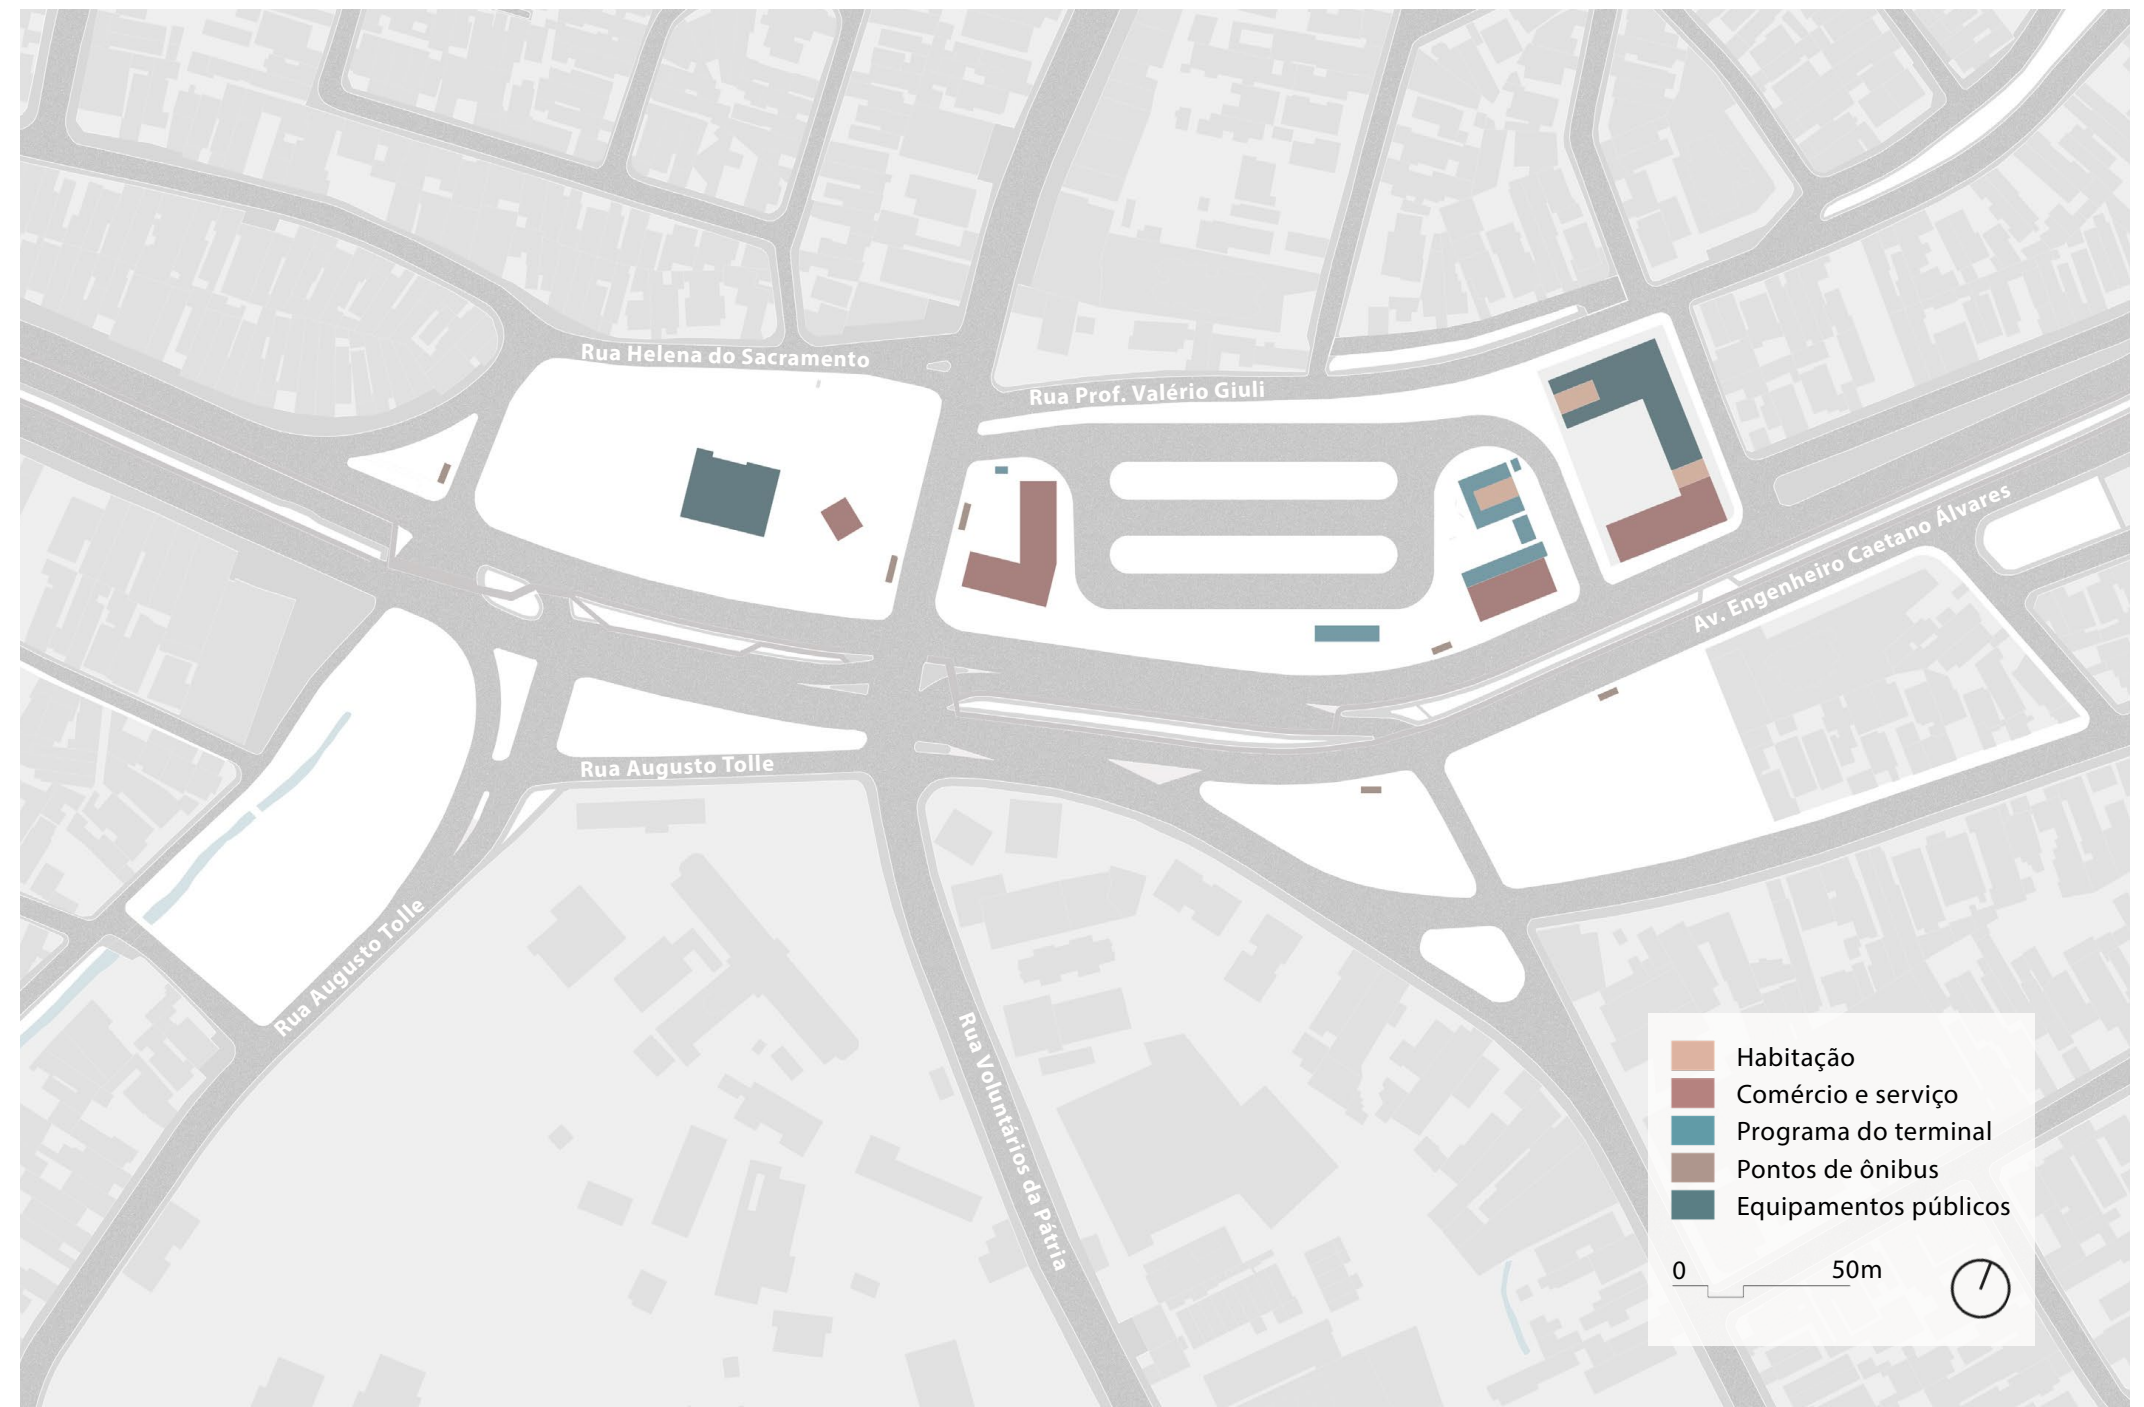 Rua Helena do Sacramento
Rua Prof. Valério Giuli
Av. Engenheiro Caetano Álvares
Rua Augusto Tolle
Rua Augusto Tolle
Rua Voluntários da Pátria
Habitação
Comércio e serviço
Programa do terminal
Pontos de ônibus
Equipamentos públicos
0 50m